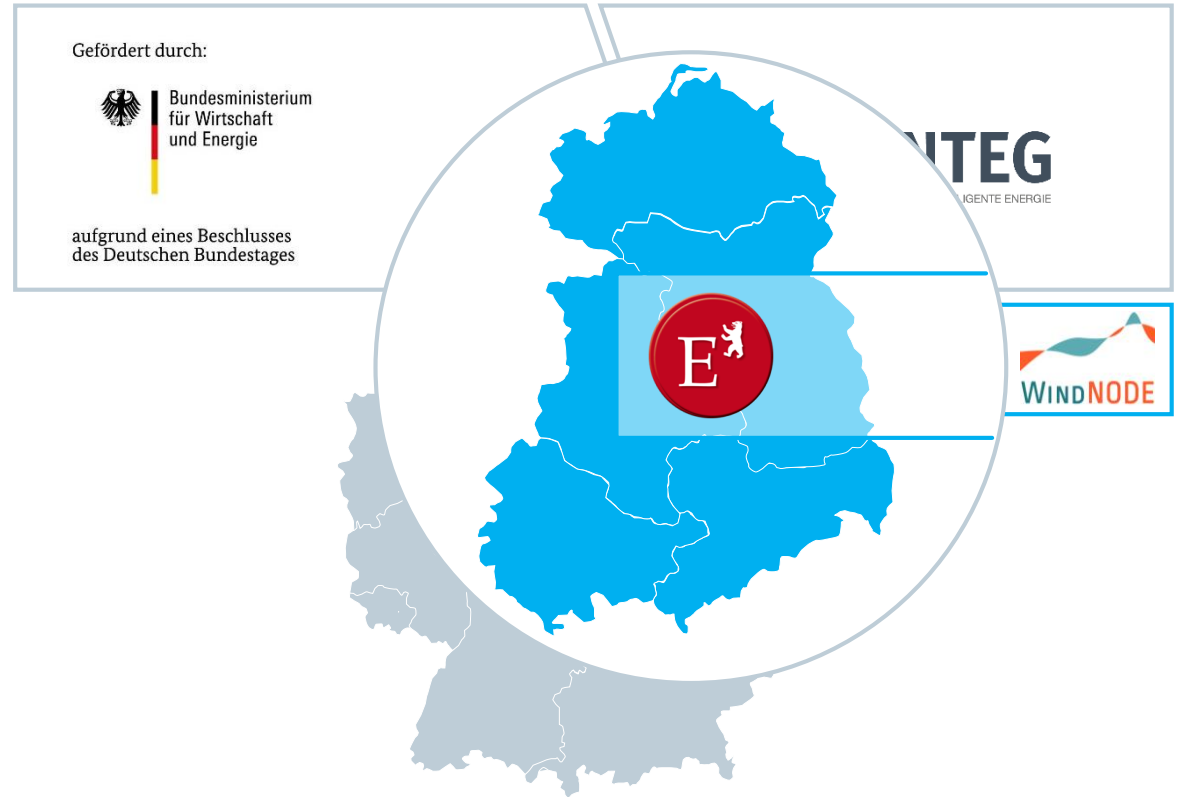 Gefördert durch:
Bundesministerium
für Wirtschaft
und Energie
aufgrund eines Beschlusses
des Deutschen Bundestages
NTEG
IGENTE ENERGIE
E
WINDNODE